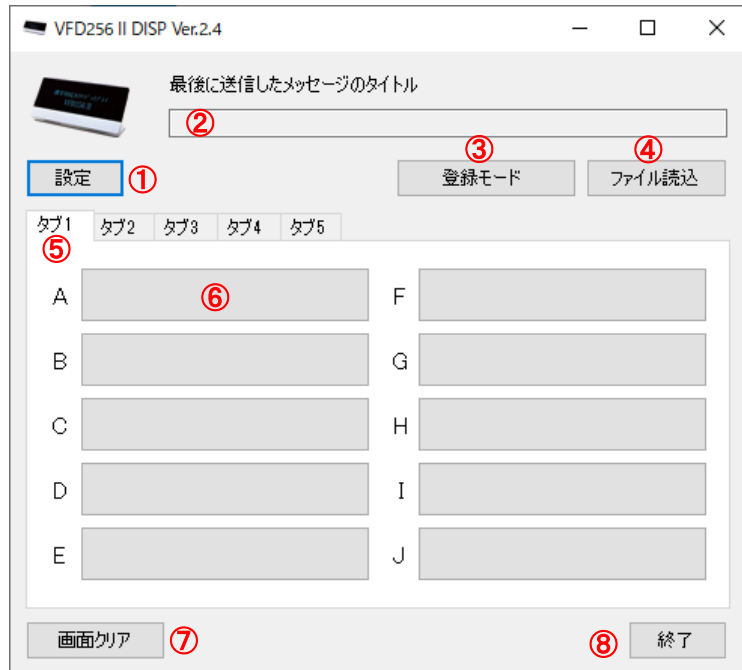 VFD256 II DISP Ver.2.4
最後に送信したメッセージのタイトル
②
③
④
設定 ① 登録モード ファイル読込
タブ1 タブ2 タブ3 タブ4 タブ5
⑤
A ⑥ F
B G
C H
D I
E J
画面クリア ⑦ ⑧ 終了